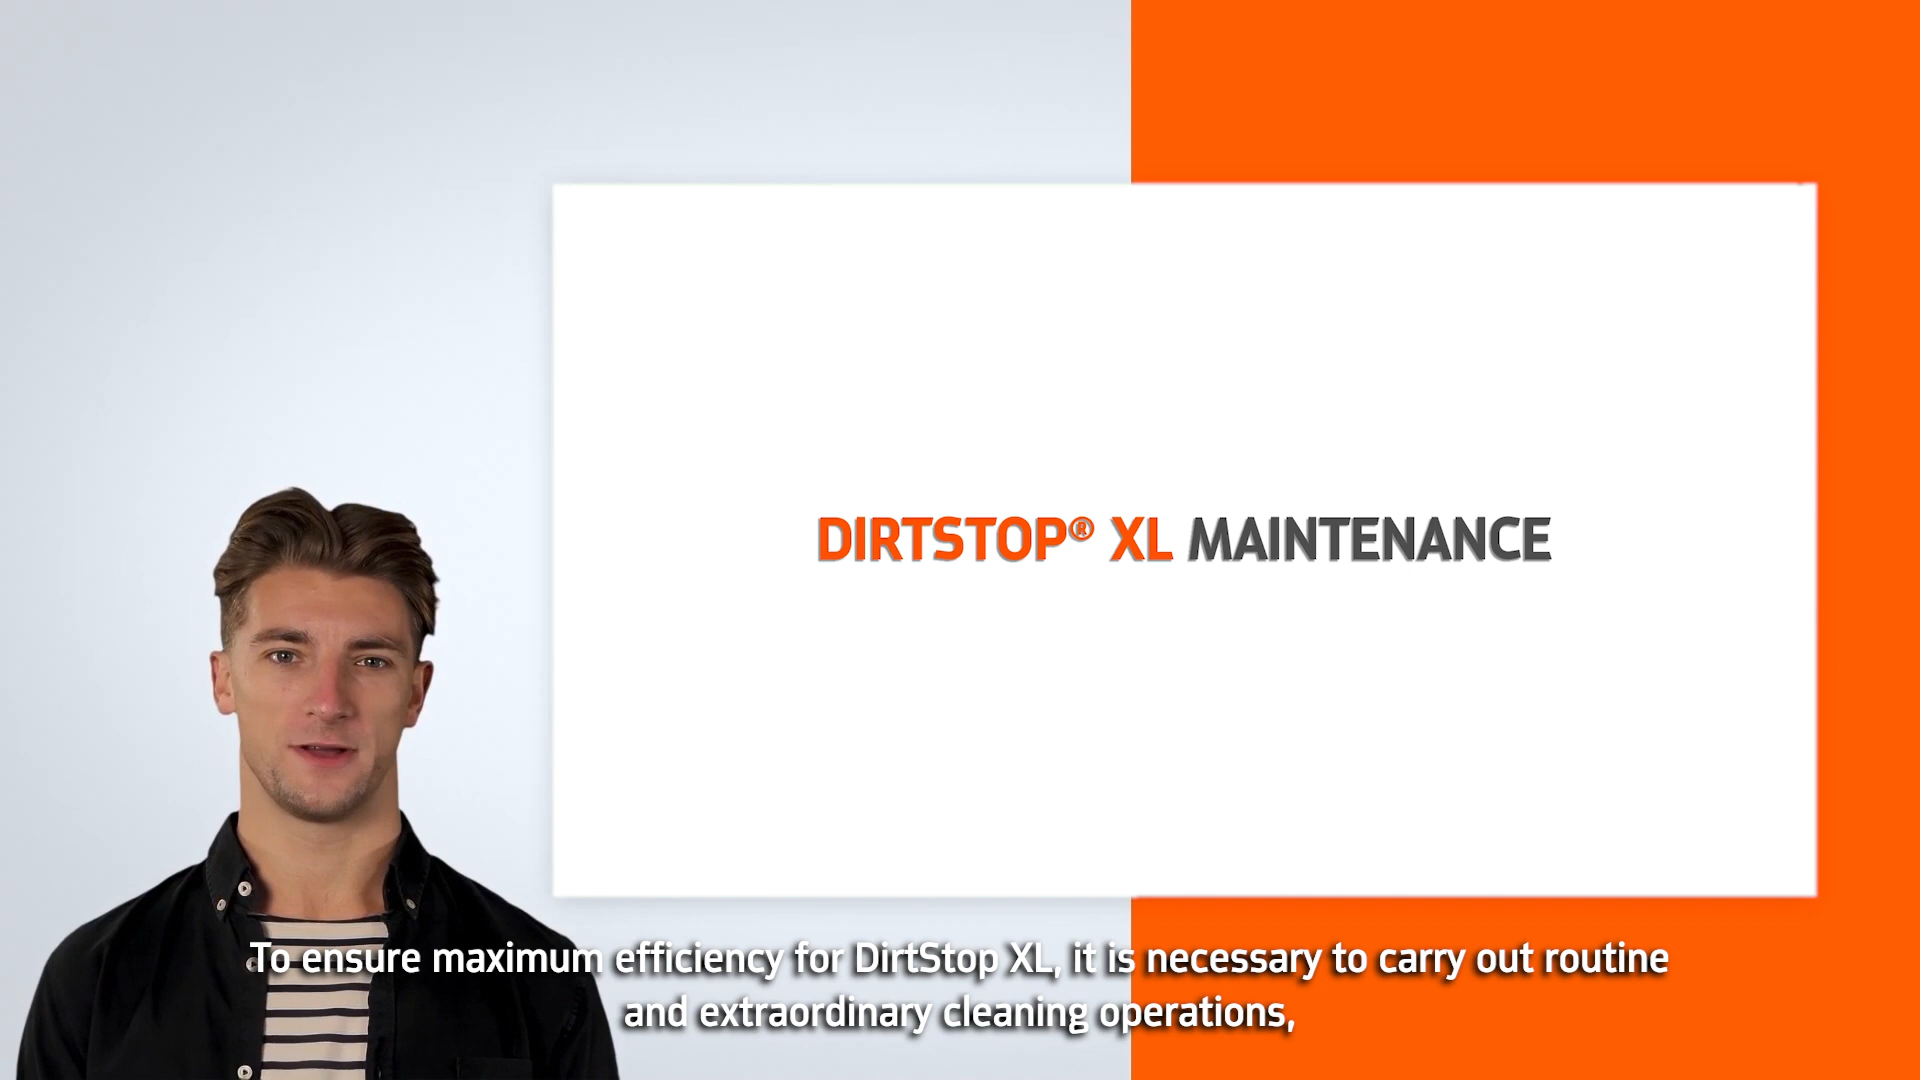 DIRTSTOP® XL MAINTENANCE
To ensure maximum efficiency for DirtStop XL, it is necessary to carry out routine
and extraordinary cleaning operations,